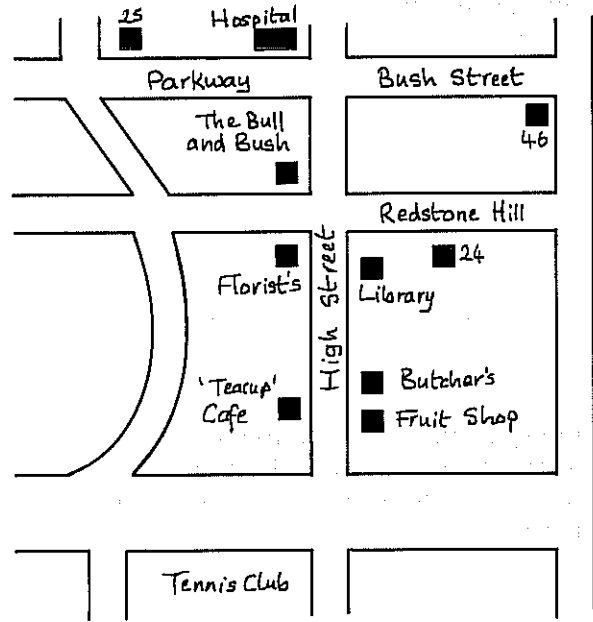 25
Hospital
Parkway
Bush Street
The Bull
and Bush
46
Redstone Hill
High Street
Florist's
24
Library
'Teacup'
Cafe
Butchar's
Fruit Shop
Tennis Club